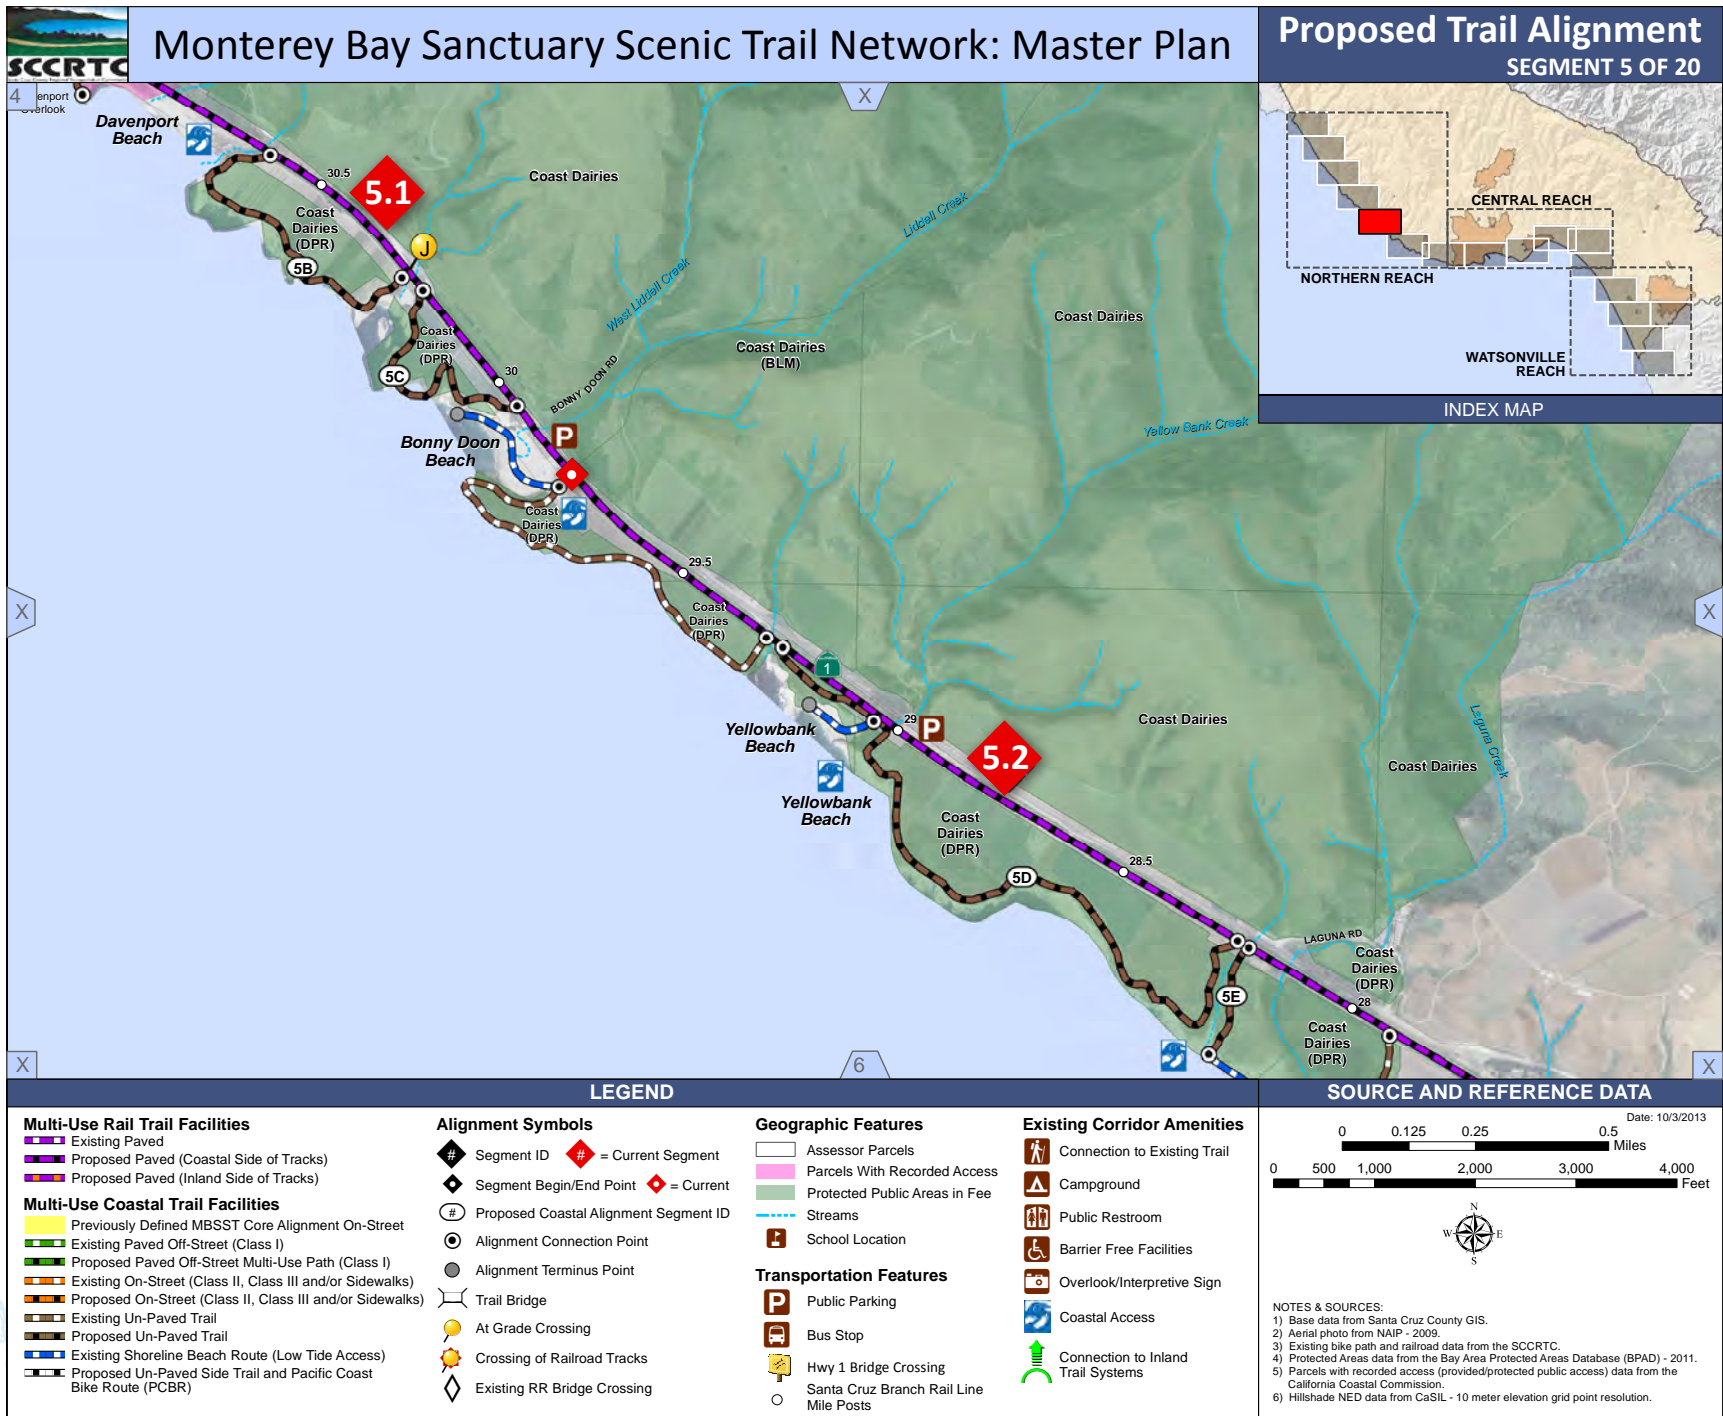 SCCRTC
Monterey Bay Sanctuary Scenic Trail Network: Master Plan
Proposed Trail Alignment
SEGMENT 5 OF 20
4
enport
Overlook
X
Davenport
Beach
30.5
5.1
Coast Dairies
Coast
Dairies
(DPR)
5B
J
Liddell Creek
West Liddell Creek
Coast
Dairies
(DPR)
5C
30
BONNY DOON RD
Coast Dairies
(BLM)
Coast Dairies
Yellow Bank Creek
Bonny Doon
Beach
P
Coast
Dairies
(DPR)
29.5
X
X
Coast
Dairies
(DPR)
1
Yellowbank
Beach
29
P
5.2
Coast Dairies
Laguna Creek
Coast Dairies
Yellowbank
Beach
Coast
Dairies
(DPR)
28.5
5D
LAGUNA RD
Coast
Dairies
(DPR)
5E
28
Coast
Dairies
(DPR)
X
6
X
CENTRAL REACH
NORTHERN REACH
WATSONVILLE
REACH
INDEX MAP
LEGEND
Multi-Use Rail Trail Facilities
Existing Paved
Proposed Paved (Coastal Side of Tracks)
Proposed Paved (Inland Side of Tracks)
Multi-Use Coastal Trail Facilities
Previously Defined MBSST Core Alignment On-Street
Existing Paved Off-Street (Class I)
Proposed Paved Off-Street Multi-Use Path (Class I)
Existing On-Street (Class II, Class III and/or Sidewalks)
Proposed On-Street (Class II, Class III and/or Sidewalks)
Existing Un-Paved Trail
Proposed Un-Paved Trail
Existing Shoreline Beach Route (Low Tide Access)
Proposed Un-Paved Side Trail and Pacific Coast
Bike Route (PCBR)
Alignment Symbols
# Segment ID # = Current Segment
Segment Begin/End Point = Current
# Proposed Coastal Alignment Segment ID
Alignment Connection Point
Alignment Terminus Point
Trail Bridge
At Grade Crossing
Crossing of Railroad Tracks
Existing RR Bridge Crossing
Geographic Features
Assessor Parcels
Parcels With Recorded Access
Protected Public Areas in Fee
Streams
School Location
Transportation Features
P Public Parking
Bus Stop
Hwy 1 Bridge Crossing
Santa Cruz Branch Rail Line
Mile Posts
Existing Corridor Amenities
Connection to Existing Trail
Campground
Public Restroom
Barrier Free Facilities
Overlook/Interpretive Sign
Coastal Access
Connection to Inland
Trail Systems
SOURCE AND REFERENCE DATA
Date: 10/3/2013
0 0.125 0.25 0.5
Miles
0 500 1,000 2,000 3,000 4,000
Feet
N
W E
S
NOTES & SOURCES:
1) Base data from Santa Cruz County GIS.
2) Aerial photo from NAIP - 2009.
3) Existing bike path and railroad data from the SCCRTC.
4) Protected Areas data from the Bay Area Protected Areas Database (BPAD) - 2011.
5) Parcels with recorded access (provided/protected public access) data from the
California Coastal Commission.
6) Hillshade NED data from CaSIL - 10 meter elevation grid point resolution.